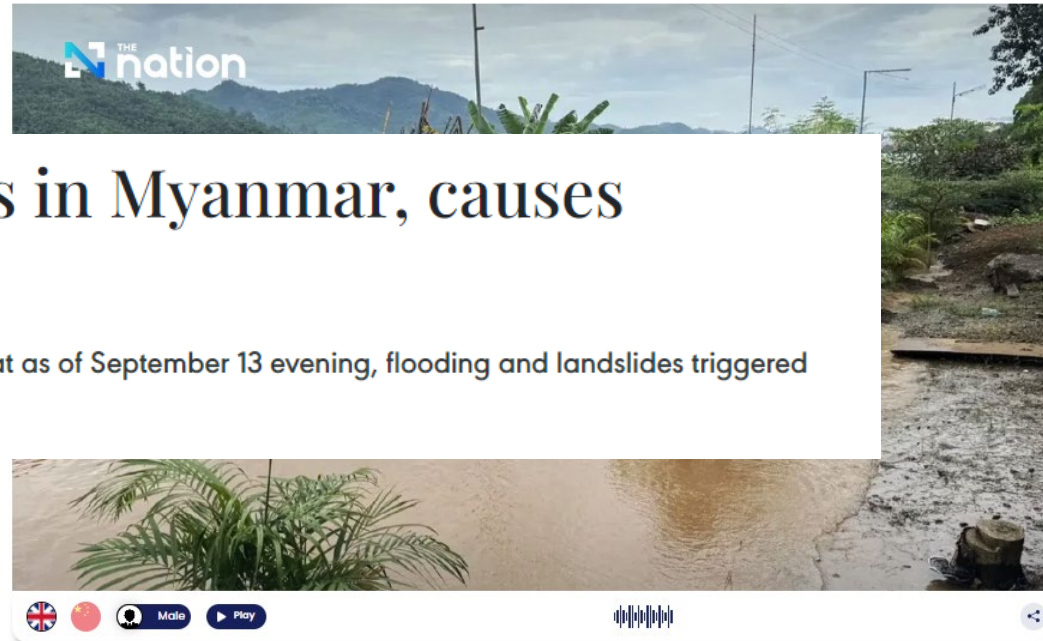 THE
nation
s in Myanmar, causes
at as of September 13 evening, flooding and landslides triggered
Male
Play